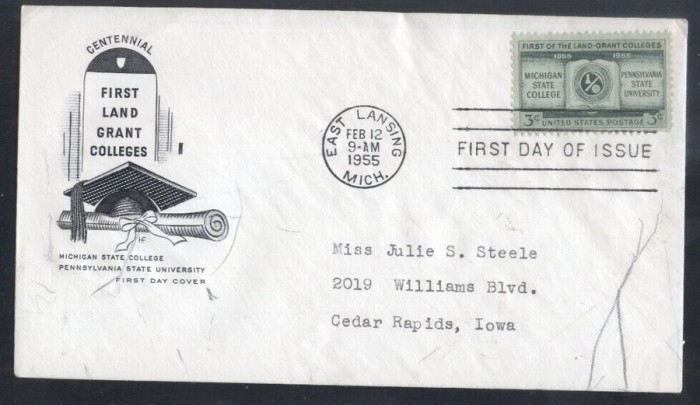 CENTENNIAL
FIRST
LAND
GRANT
COLLEGES
HF
MICHIGAN STATE COLLEGE
PENNSYLVANIA STATE UNIVERSITY
FIRST DAY COVER
EAST LANSING
FEB 12
9-AM
1955
MICH.
FIRST OF THE LAND-GRANT COLLEGES
1855 1955
MICHIGAN
STATE
COLLEGE
PENNSYLVANIA
STATE
UNIVERSITY
3¢ UNITED STATES POSTAGE 3¢
FIRST DAY OF ISSUE
Miss Julie S. Steele
2019 Williams Blvd.
Cedar Rapids, Iowa